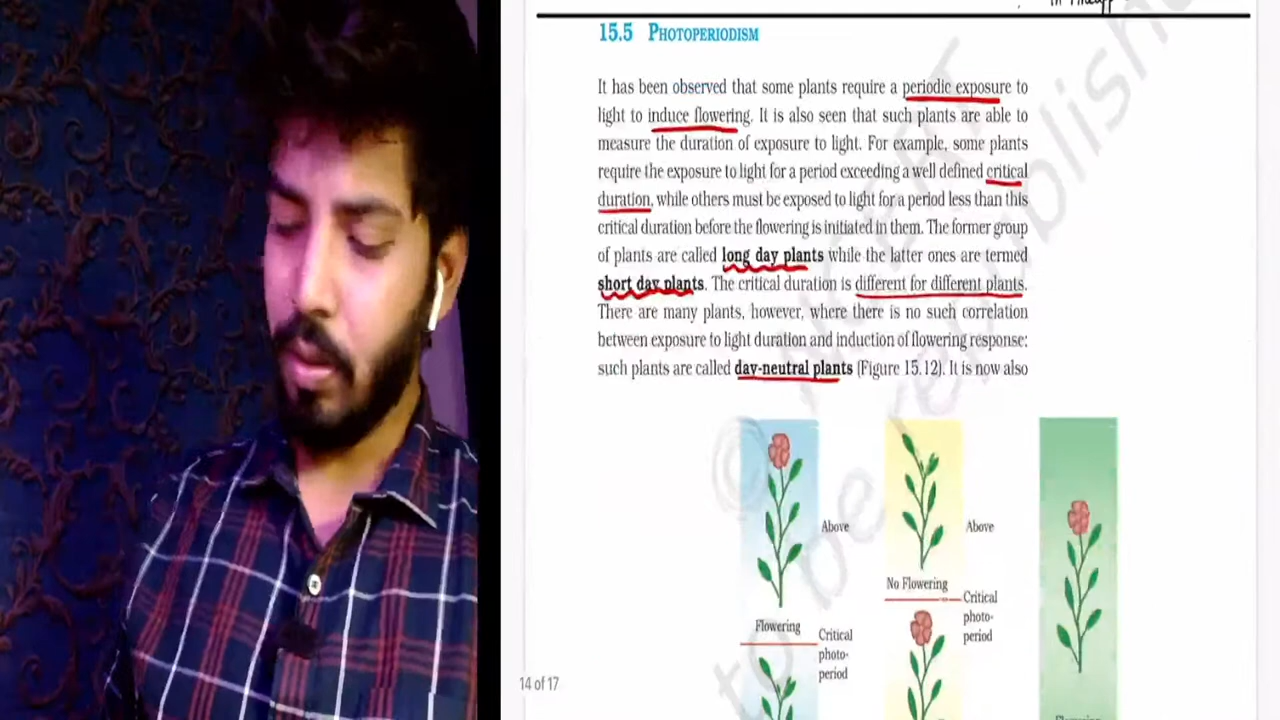 15.5 PHOTOPERIODISM
It has been observed that some plants require a periodic exposure to
light to induce flowering. It is also seen that such plants are able to
measure the duration of exposure to light. For example, some plants
require the exposure to light for a period exceeding a well defined critical
duration, while others must be exposed to light for a period less than this
critical duration before the flowering is initiated in them. The former group
of plants are called long day plants while the latter ones are termed
short day plants. The critical duration is different for different plants.
There are many plants, however, where there is no such correlation
between exposure to light duration and induction of flowering response;
such plants are called day-neutral plants (Figure 15.12). It is now also
Above
Above
No Flowering
Critical
photo-
period
Flowering
Critical
photo-
period
14 of 17
© NCERT
to be republished